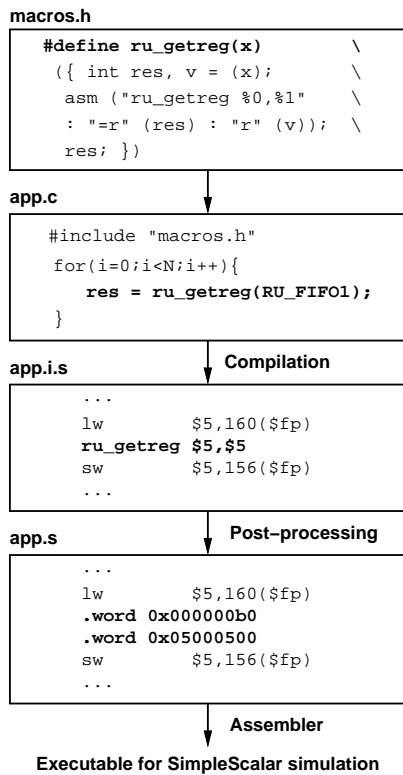 macros.h
#define ru_getreg(x) \
({ int res, v = (x); \
asm ("ru_getreg %0,%1" \
: "=r" (res) : "r" (v)); \
res; })
app.c
#include "macros.h"
for(i=0;i<N;i++){
res = ru_getreg(RU_FIFO1);
}
Compilation
app.i.s
...
lw $5,160($fp)
ru_getreg $5,$5
sw $5,156($fp)
...
Post−processing
app.s
...
lw $5,160($fp)
.word 0x000000b0
.word 0x05000500
sw $5,156($fp)
...
Assembler
Executable for SimpleScalar simulation